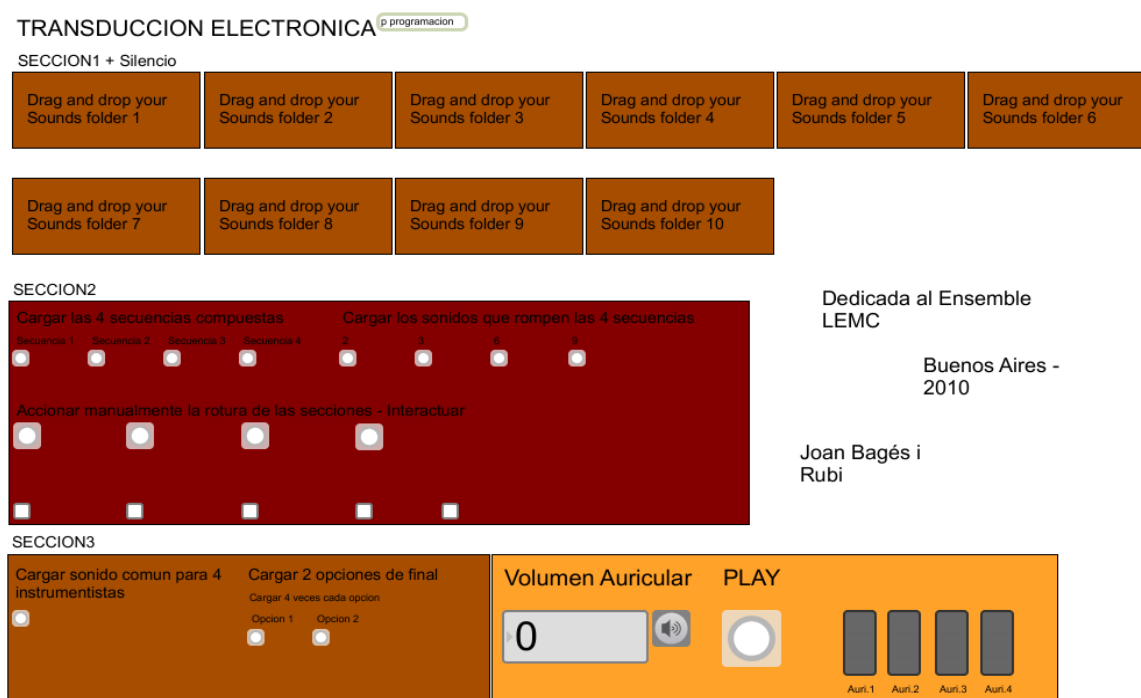 TRANSDUCCION ELECTRONICA
p programacion
SECCION1 + Silencio
Drag and drop your
Sounds folder 1
Drag and drop your
Sounds folder 2
Drag and drop your
Sounds folder 3
Drag and drop your
Sounds folder 4
Drag and drop your
Sounds folder 5
Drag and drop your
Sounds folder 6
Drag and drop your
Sounds folder 7
Drag and drop your
Sounds folder 8
Drag and drop your
Sounds folder 9
Drag and drop your
Sounds folder 10
SECCION2
Cargar las 4 secuencias compuestas
Secuencia 1
Secuencia 2
Secuencia 3
Secuencia 4
Cargar los sonidos que rompen las 4 secuencias
2
3
6
9
Accionar manualmente la rotura de las secciones - Interactuar
Dedicada al Ensemble
LEMC
Buenos Aires -
2010
Joan Bagés i
Rubi
SECCION3
Cargar sonido comun para 4
instrumentistas
Cargar 2 opciones de final
Cargar 4 veces cada opcion
Opcion 1
Opcion 2
Volumen Auricular
0
PLAY
Auri.1
Auri.2
Auri.3
Auri.4